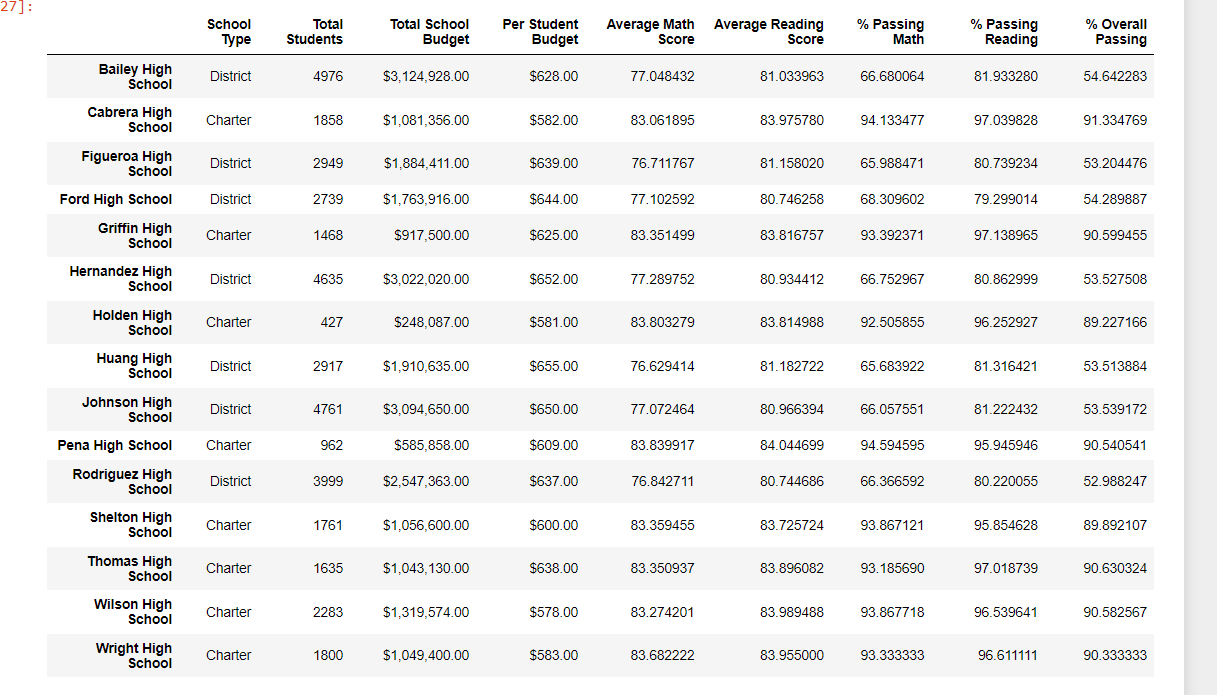 27]:
School Type Total Students Total School Budget Per Student Budget Average Math Score Average Reading Score % Passing Math % Passing Reading % Overall Passing
Bailey High School District 4976 $3,124,928.00 $628.00 77.048432 81.033963 66.680064 81.933280 54.642283
Cabrera High School Charter 1858 $1,081,356.00 $582.00 83.061895 83.975780 94.133477 97.039828 91.334769
Figueroa High School District 2949 $1,884,411.00 $639.00 76.711767 81.158020 65.988471 80.739234 53.204476
Ford High School District 2739 $1,763,916.00 $644.00 77.102592 80.746258 68.309602 79.299014 54.289887
Griffin High School Charter 1468 $917,500.00 $625.00 83.351499 83.816757 93.392371 97.138965 90.599455
Hernandez High School District 4635 $3,022,020.00 $652.00 77.289752 80.934412 66.752967 80.862999 53.527508
Holden High School Charter 427 $248,087.00 $581.00 83.803279 83.814988 92.505855 96.252927 89.227166
Huang High School District 2917 $1,910,635.00 $655.00 76.629414 81.182722 65.683922 81.316421 53.513884
Johnson High School District 4761 $3,094,650.00 $650.00 77.072464 80.966394 66.057551 81.222432 53.539172
Pena High School Charter 962 $585,858.00 $609.00 83.839917 84.044699 94.594595 95.945946 90.540541
Rodriguez High School District 3999 $2,547,363.00 $637.00 76.842711 80.744686 66.366592 80.220055 52.988247
Shelton High School Charter 1761 $1,056,600.00 $600.00 83.359455 83.725724 93.867121 95.854628 89.892107
Thomas High School Charter 1635 $1,043,130.00 $638.00 83.350937 83.896082 93.185690 97.018739 90.630324
Wilson High School Charter 2283 $1,319,574.00 $578.00 83.274201 83.989488 93.867718 96.539641 90.582567
Wright High School Charter 1800 $1,049,400.00 $583.00 83.682222 83.955000 93.333333 96.611111 90.333333